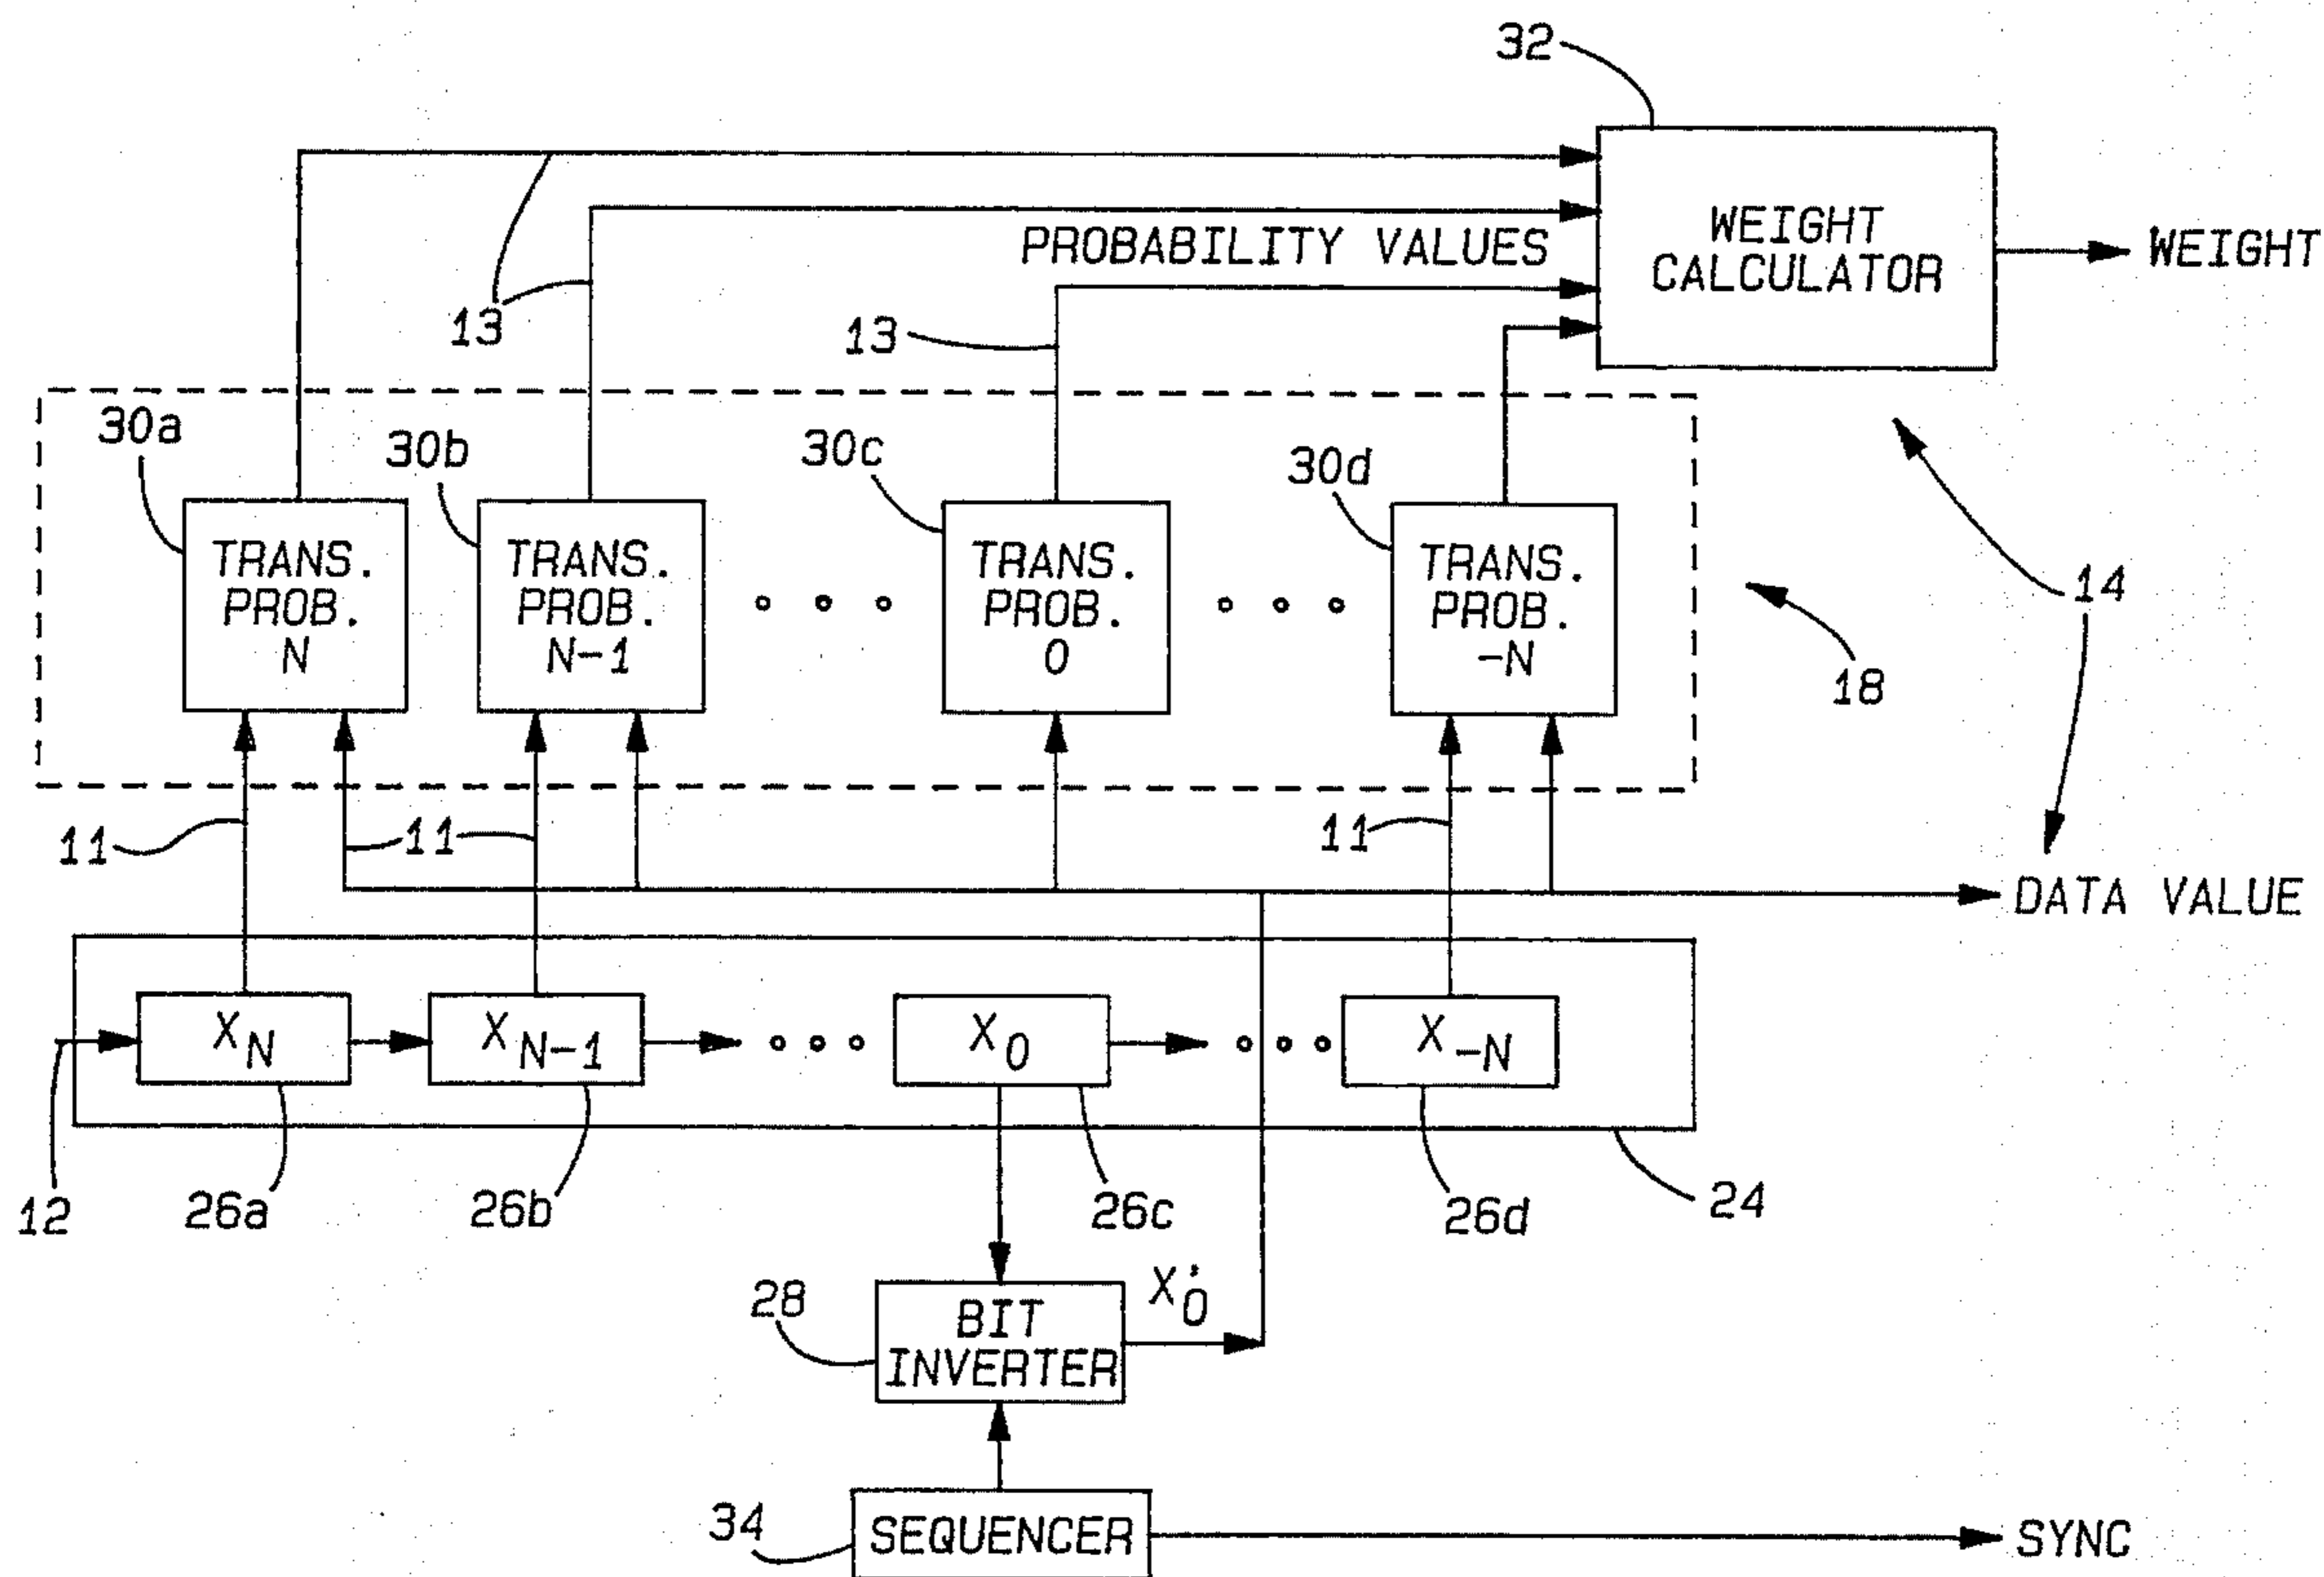 32
WEIGHT
CALCULATOR
WEIGHT
PROBABILITY VALUES
13
13
30a
30b
30c
30d
TRANS.
PROB.
N
TRANS.
PROB.
N-1
TRANS.
PROB.
0
TRANS.
PROB.
-N
14
18
11
11
11
DATA VALUE
X_N
X_N-1
X_0
X_-N
12
26a
26b
26c
26d
24
28
BIT
INVERTER
X'_0
34
SEQUENCER
SYNC